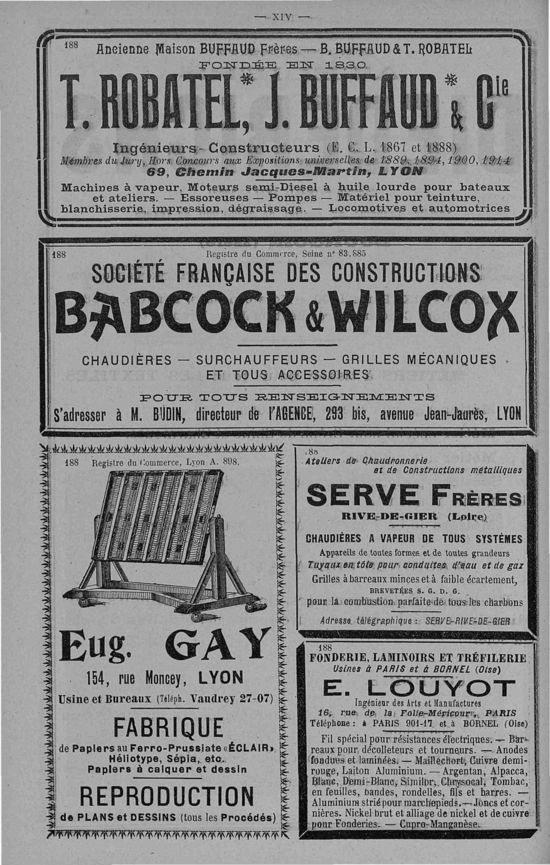 — XIV —
188
Ancienne Maison BUFFAUD Frères — B. BUFFAUD & T. ROBATEL
FONDÉE EN 1830
T. ROBATEL, J. BUFFAUD & Cie
Ingénieurs-Constructeurs (E. C. L. 1867 et 1888)
Membres du Jury, Hors Concours aux Expositions universelles de 1889, 1894, 1900, 1914
69, Chemin Jacques-Martin, LYON
Machines à vapeur, Moteurs semi-Diesel à huile lourde pour bateaux
et ateliers. — Essoreuses — Pompes — Matériel pour teinture,
blanchisserie, impression, dégraissage. — Locomotives et automotrices
188
Registre du Commerce, Seine n° 83.885
SOCIÉTÉ FRANÇAISE DES CONSTRUCTIONS
BABCOCK & WILCOX
CHAUDIÈRES — SURCHAUFFEURS — GRILLES MÉCANIQUES
ET TOUS ACCESSOIRES
POUR TOUS RENSEIGNEMENTS
S'adresser à M. BUDIN, directeur de l'AGENCE, 293 bis, avenue Jean-Jaurès, LYON
188 Registre du Commerce, Lyon A. 898.
Eug. GAY
154, rue Moncey, LYON
Usine et Bureaux (Téléph. Vaudrey 27-07)
FABRIQUE
de Papiers au Ferro-Prussiate «ÉCLAIR»
Héliotype, Sépia, etc.
Papiers à calquer et dessin
REPRODUCTION
de PLANS et DESSINS (tous les Procédés)
188
Ateliers de Chaudronnerie
et de Constructions métalliques
SERVE FRÈRES
RIVE-DE-GIER (Loire)
CHAUDIÈRES A VAPEUR DE TOUS SYSTÈMES
Appareils de toutes formes et de toutes grandeurs
Tuyaux en tôle pour conduites d'eau et de gaz
Grilles à barreaux minces et à faible écartement,
BREVETÉES S. G. D. G.
pour la combustion parfaite de tous les charbons
Adresse télégraphique : SERVE-RIVE-DE-GIER
188
FONDERIE, LAMINOIRS ET TRÉFILERIE
Usines à PARIS et à BORNEL (Oise)
E. LOUYOT
Ingénieur des Arts et Manufactures
16, rue de la Folie-Méricour, PARIS
Téléphone : à PARIS 901-17 et à BORNEL (Oise)
Fil spécial pour résistances électriques. — Bar-
reaux pour décolleteurs et tourneurs. — Anodes
fondues et laminées. — Maillechort, Cuivre demi-
rouge, Laiton Aluminium. — Argentan, Alpacca,
Blanc, Demi-Blanc, Similor, Chrysocal, Tombac,
en feuilles, bandes, rondelles, fils et barres. —
Aluminium strié pour marchepieds. — Joncs et cor-
nières. Nickel brut et alliage de nickel et de cuivre
pour Fonderies. — Cupro-Manganèse.